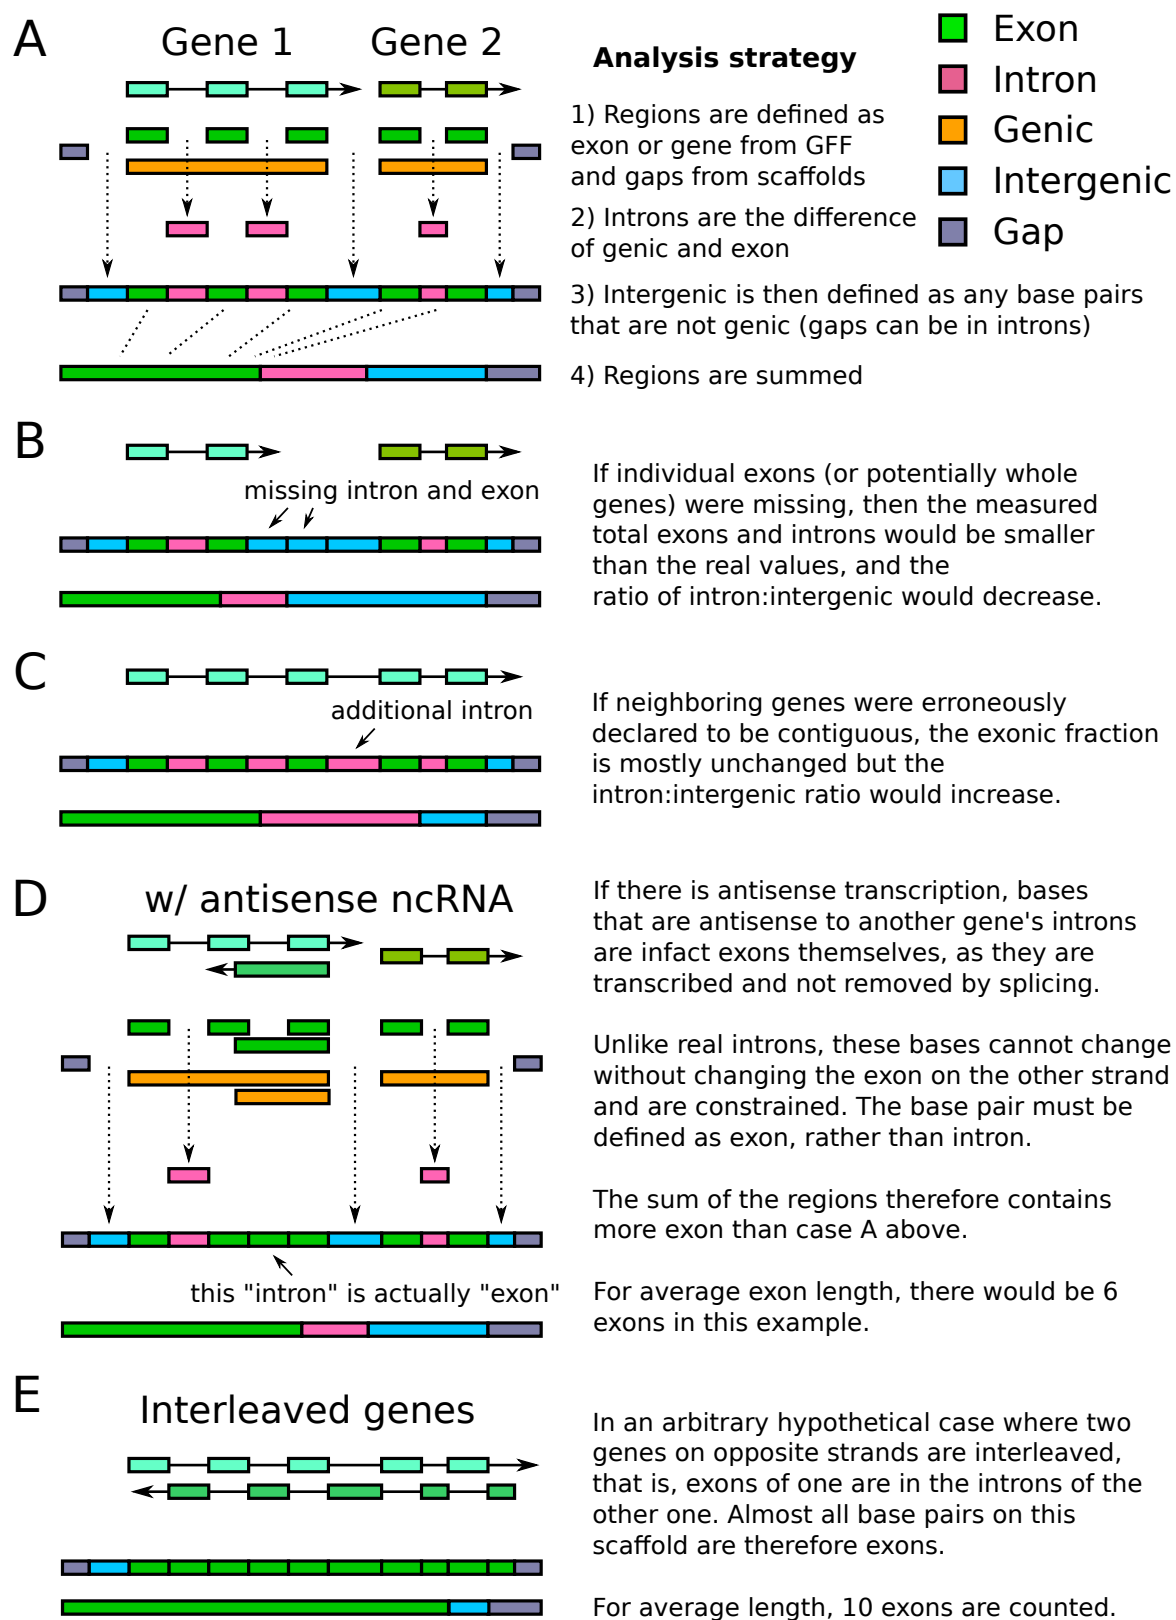 A
Gene 1
Gene 2
Analysis strategy
1) Regions are defined as
exon or gene from GFF
and gaps from scaffolds
2) Introns are the difference
of genic and exon
3) Intergenic is then defined as any base pairs
that are not genic (gaps can be in introns)
4) Regions are summed
Exon
Intron
Genic
Intergenic
Gap
B
missing intron and exon
If individual exons (or potentially whole
genes) were missing, then the measured
total exons and introns would be smaller
than the real values, and the
ratio of intron:intergenic would decrease.
C
additional intron
If neighboring genes were erroneously
declared to be contiguous, the exonic fraction
is mostly unchanged but the
intron:intergenic ratio would increase.
D
w/ antisense ncRNA
this "intron" is actually "exon"
If there is antisense transcription, bases
that are antisense to another gene's introns
are infact exons themselves, as they are
transcribed and not removed by splicing.
Unlike real introns, these bases cannot change
without changing the exon on the other strand
and are constrained. The base pair must be
defined as exon, rather than intron.
The sum of the regions therefore contains
more exon than case A above.
For average exon length, there would be 6
exons in this example.
E
Interleaved genes
In an arbitrary hypothetical case where two
genes on opposite strands are interleaved,
that is, exons of one are in the introns of the
other one. Almost all base pairs on this
scaffold are therefore exons.
For average length, 10 exons are counted.